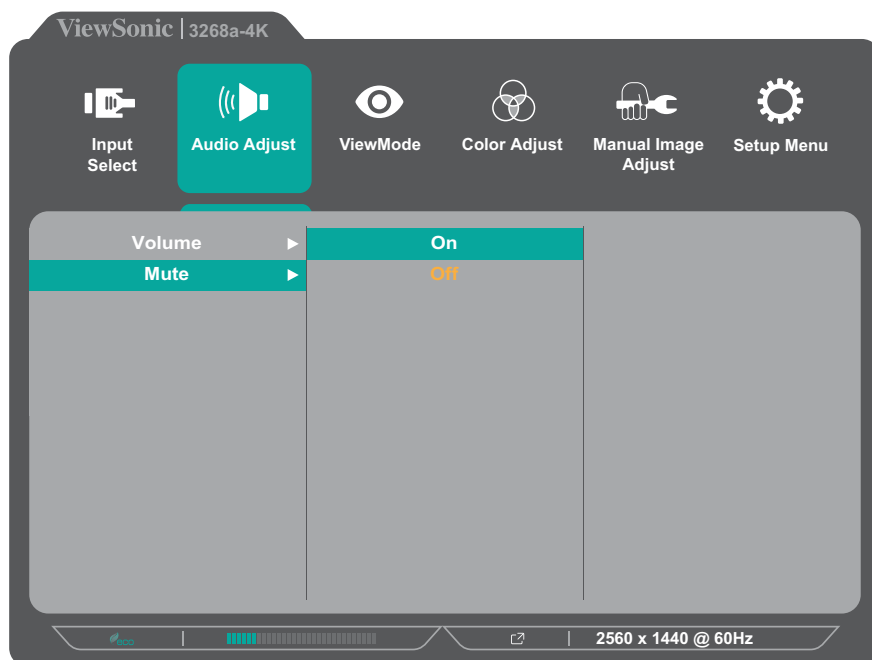 ViewSonic | 3268a-4K
Input Select
Audio Adjust
ViewMode
Color Adjust
Manual Image Adjust
Setup Menu
Volume
On
Mute
Off
eco
2560 x 1440 @ 60Hz